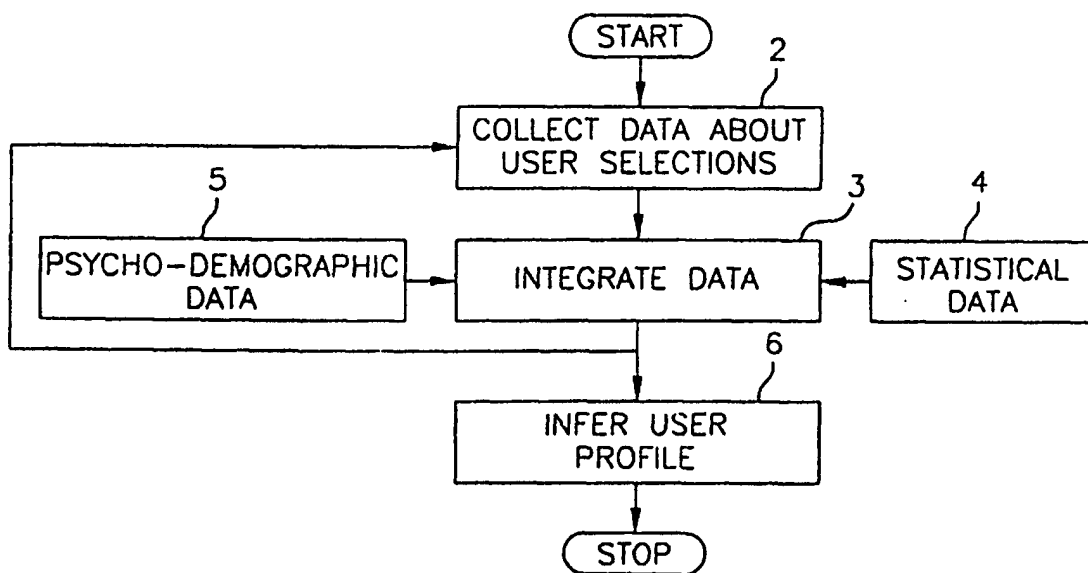 START
2
COLLECT DATA ABOUT
USER SELECTIONS
5
PSYCHO-DEMOGRAPHIC
DATA
3
INTEGRATE DATA
4
STATISTICAL
DATA
6
INFER USER
PROFILE
STOP